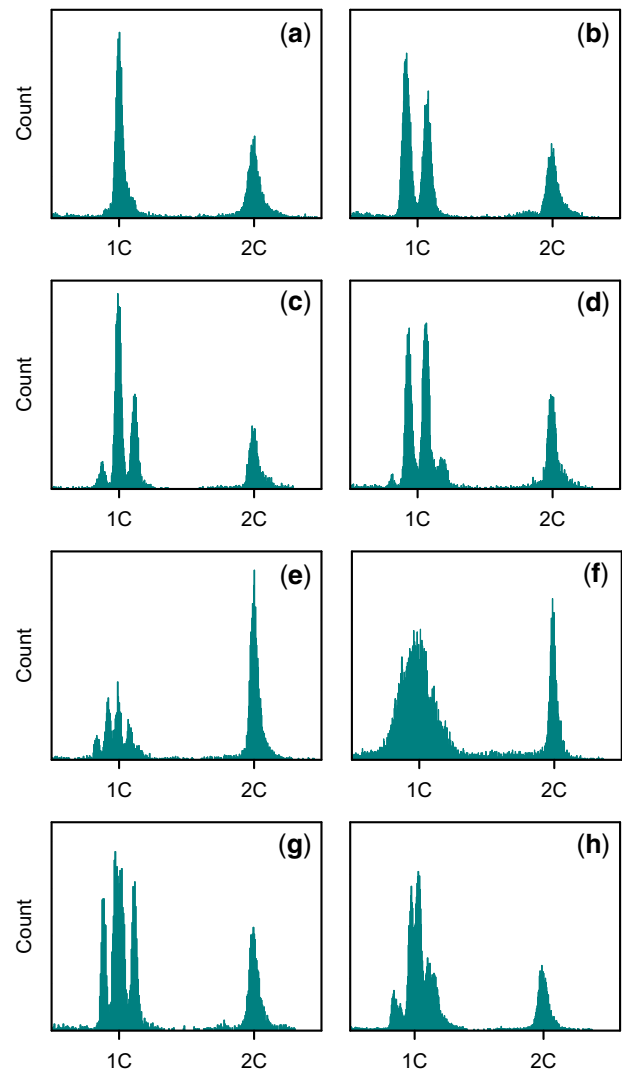 (a)
(b)
Count
1C 2C
1C 2C
(c)
(d)
Count
1C 2C
1C 2C
(e)
(f)
Count
1C 2C
1C 2C
(g)
(h)
Count
1C 2C
1C 2C